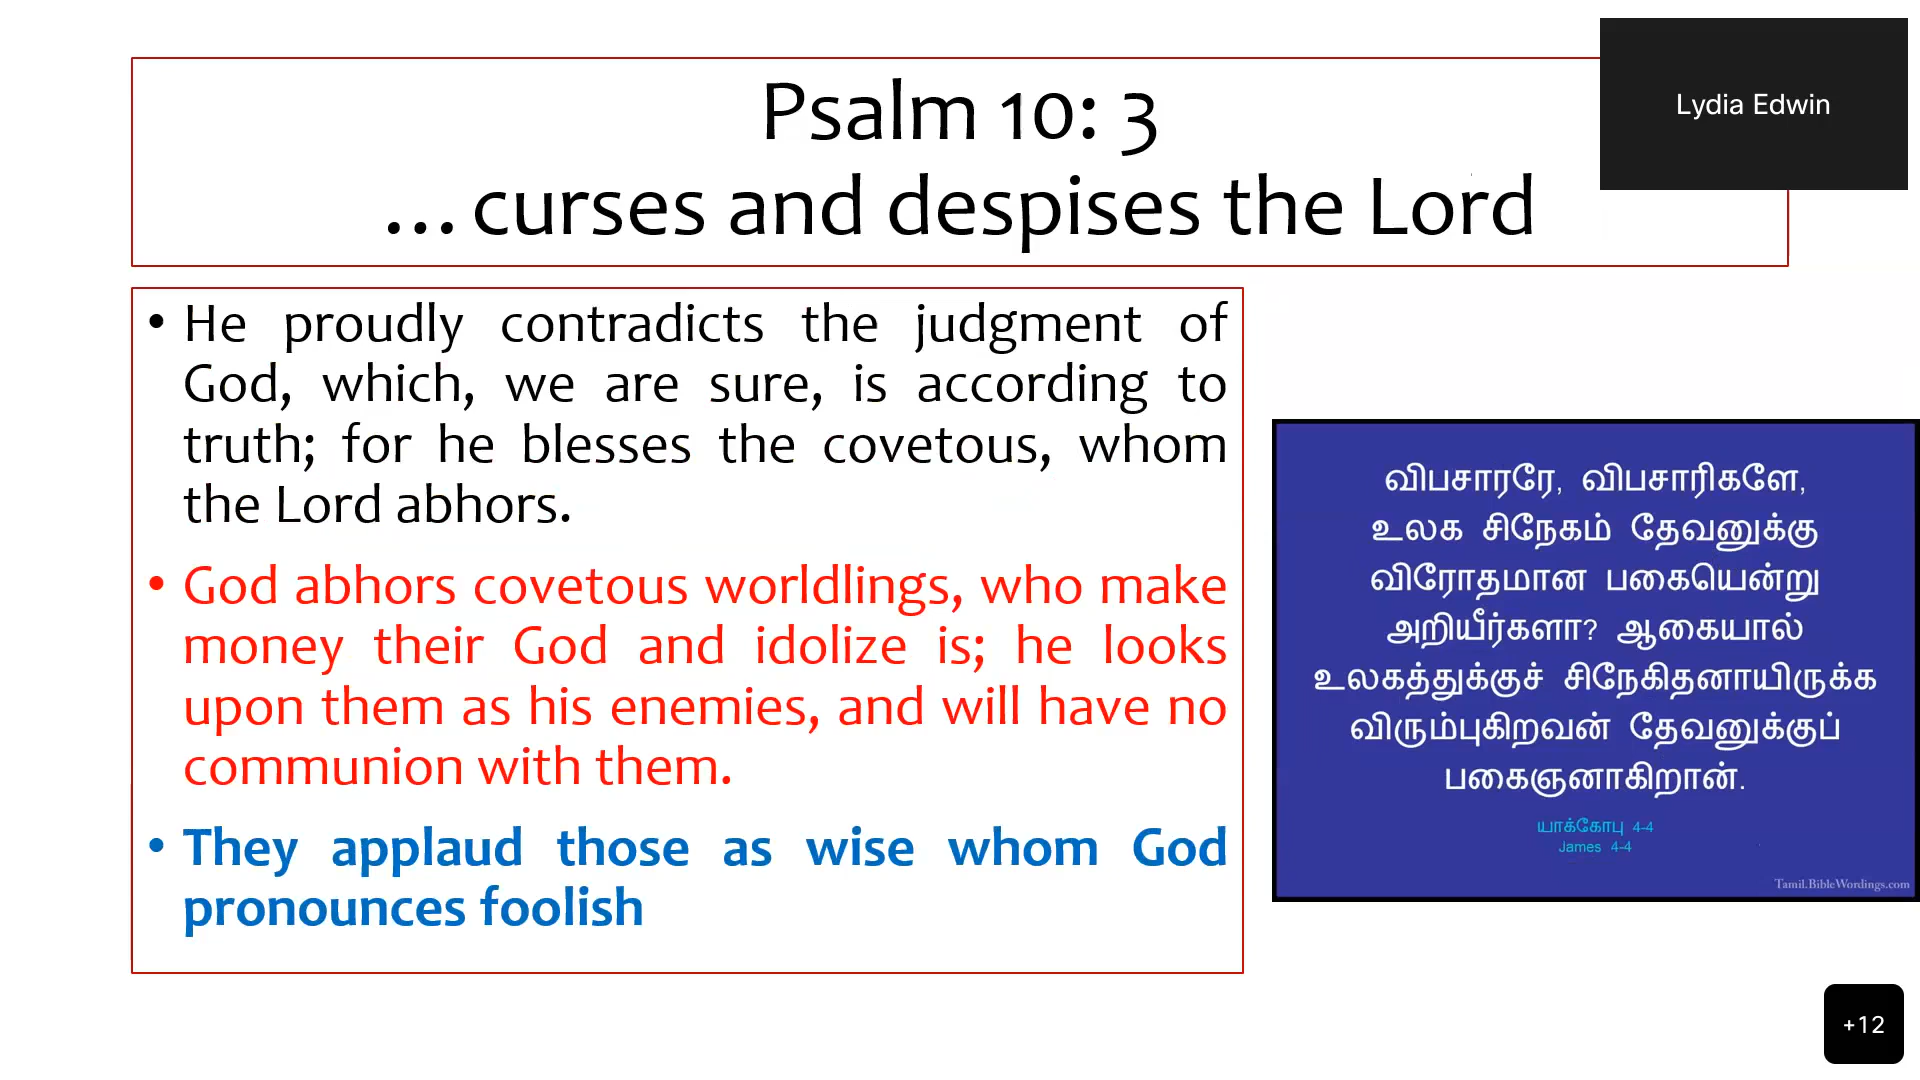 Psalm 10: 3
...curses and despises the Lord
Lydia Edwin
• He proudly contradicts the judgment of
God, which, we are sure, is according to
truth; for he blesses the covetous, whom
the Lord abhors.
• God abhors covetous worldlings, who make
money their God and idolize is; he looks
upon them as his enemies, and will have no
communion with them.
• They applaud those as wise whom God
pronounces foolish
விபசாரரே, விபசாரிகளே,
உலக சிநேகம் தேவனுக்கு
விரோதமான பகையென்று
அறியீர்களா? ஆகையால்
உலகத்துக்குச் சிநேகிதனாயிருக்க
விரும்புகிறவன் தேவனுக்குப்
பகைஞனாகிறான்.
யாக்கோபு 4-4
James 4-4
Tamil.BibleWordings.com
+12